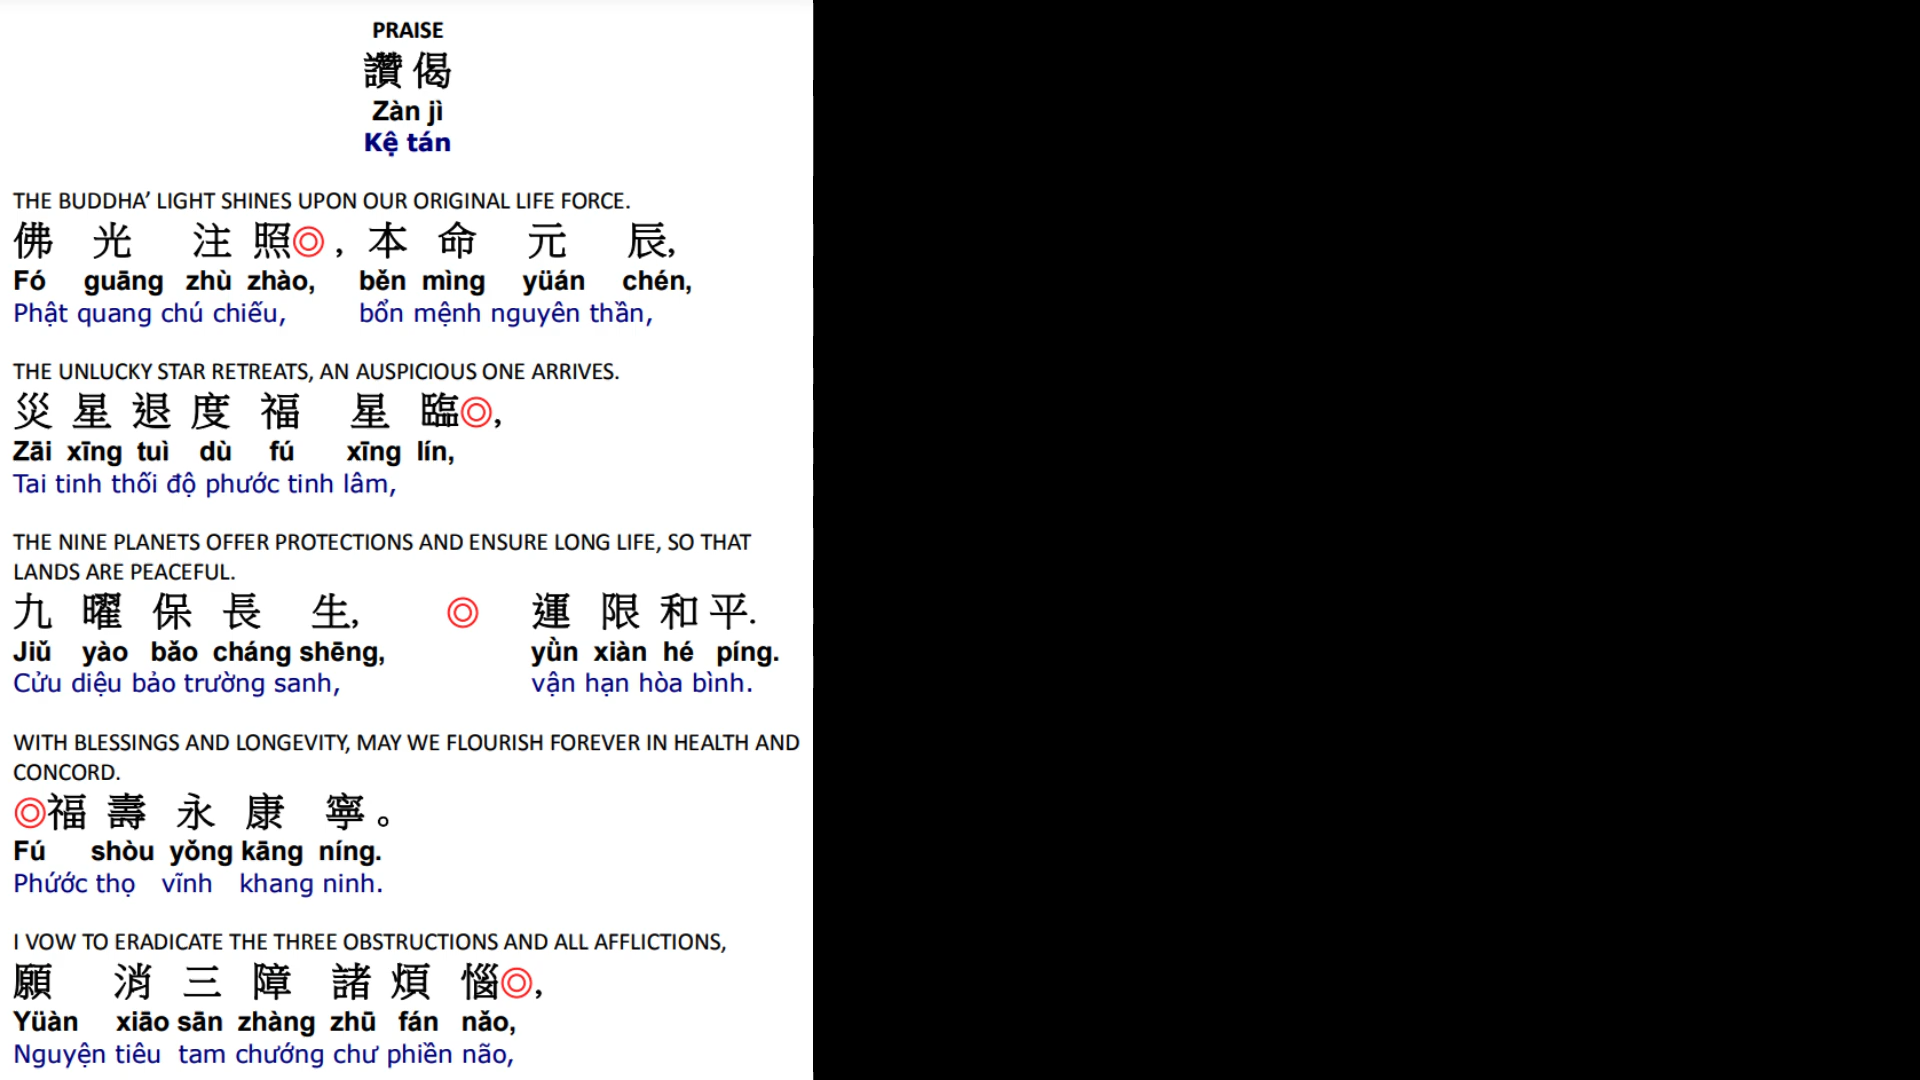 PRAISE
讚偈
Zàn jì
Kệ tán
THE BUDDHA’ LIGHT SHINES UPON OUR ORIGINAL LIFE FORCE.
佛 光 注 照◎ , 本 命 元 辰,
Fó guāng zhù zhào, běn mìng yüán chén,
Phật quang chú chiếu, bổn mệnh nguyên thần,
THE UNLUCKY STAR RETREATS, AN AUSPICIOUS ONE ARRIVES.
災 星 退 度 福 星 臨◎,
Zāi xīng tuì dù fú xīng lín,
Tai tinh thối độ phước tinh lâm,
THE NINE PLANETS OFFER PROTECTIONS AND ENSURE LONG LIFE, SO THAT
LANDS ARE PEACEFUL.
九 曜 保 長 生, ◎ 運 限 和 平.
Jiǔ yào bǎo cháng shēng, yǜn xiàn hé píng.
Cửu diệu bảo trường sanh, vận hạn hòa bình.
WITH BLESSINGS AND LONGEVITY, MAY WE FLOURISH FOREVER IN HEALTH AND
CONCORD.
◎福 壽 永 康 寧 。
Fú shòu yǒng kāng níng.
Phứớc thọ vĩnh khang ninh.
I VOW TO ERADICATE THE THREE OBSTRUCTIONS AND ALL AFFLICTIONS,
願 消 三 障 諸 煩 惱◎,
Yüàn xiāo sān zhàng zhū fán nǎo,
Nguyện tiêu tam chướng chư phiền não,